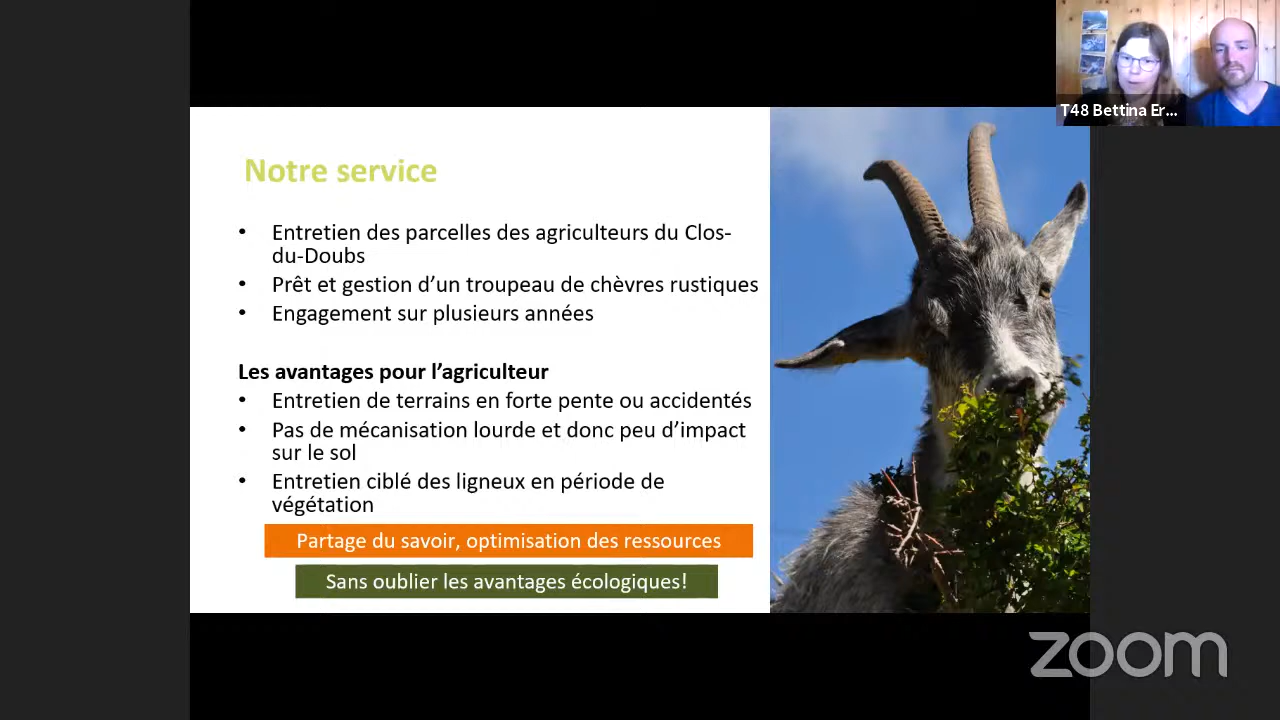 T48 Bettina Er...
Notre service
• Entretien des parcelles des agriculteurs du Clos-
du-Doubs
• Prêt et gestion d’un troupeau de chèvres rustiques
• Engagement sur plusieurs années
Les avantages pour l’agriculteur
• Entretien de terrains en forte pente ou accidentés
• Pas de mécanisation lourde et donc peu d’impact
sur le sol
• Entretien ciblé des ligneux en période de
végétation
Partage du savoir, optimisation des ressources
Sans oublier les avantages écologiques!
zoom